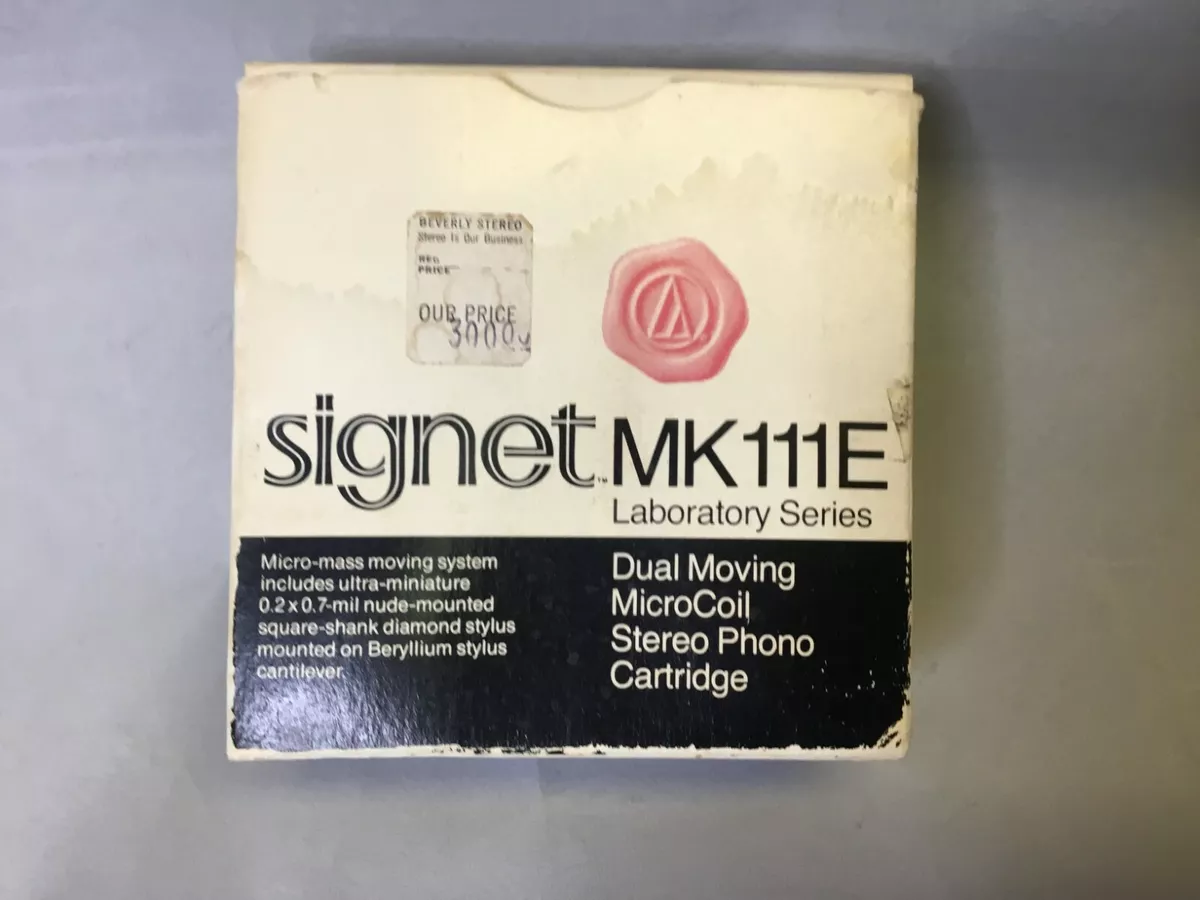 BEVERLY STEREO
Stereo Is Our Business
REG.
PRICE
OUR PRICE
3000
signet™ MK111E
Laboratory Series
Micro-mass moving system
includes ultra-miniature
0.2 x 0.7-mil nude-mounted
square-shank diamond stylus
mounted on Beryllium stylus
cantilever.
Dual Moving
MicroCoil
Stereo Phono
Cartridge